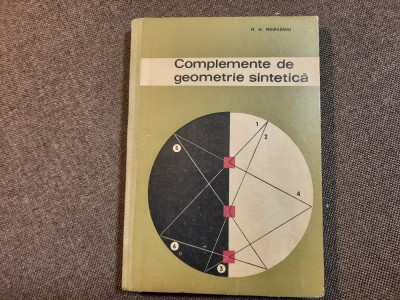 N. N. MIHĂILEANU
Complemente de
geometrie sintetică
1
2
5
4
6
3